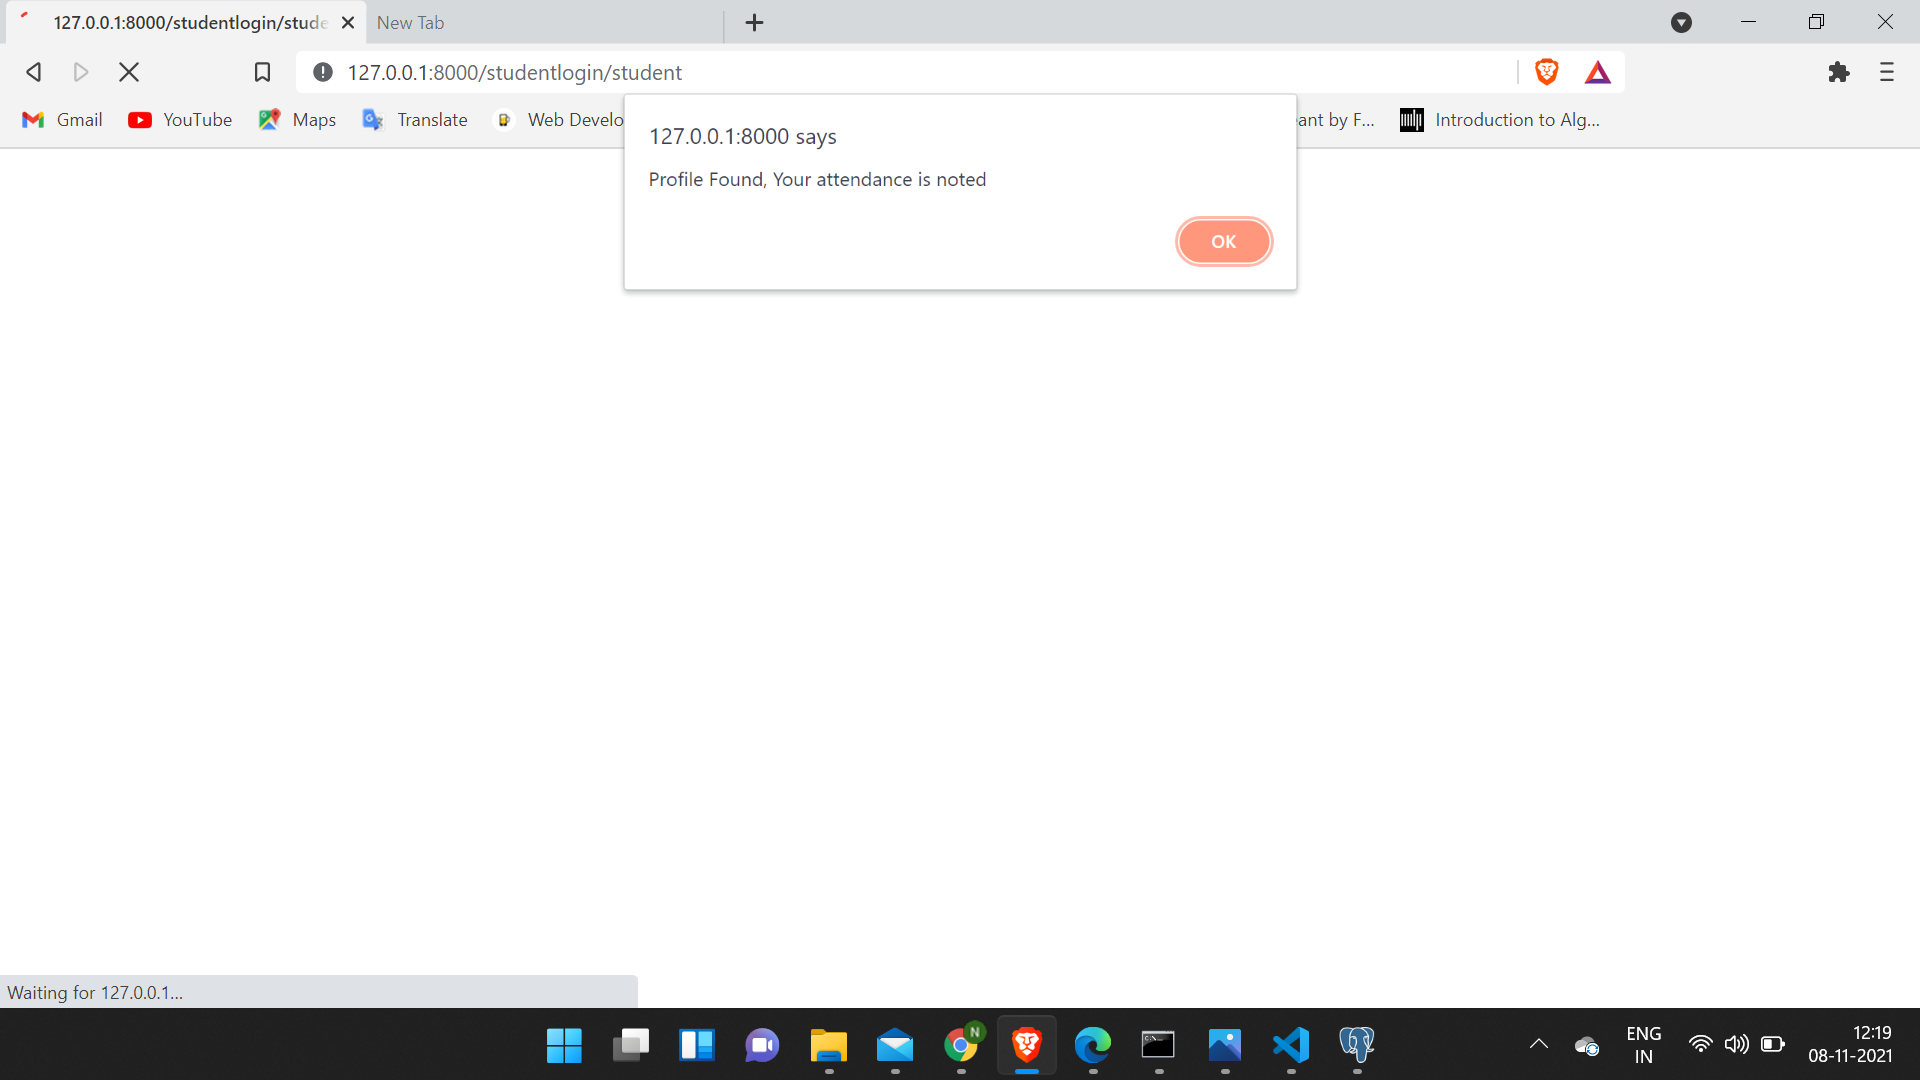 127.0.0.1:8000/studentlogin/stude
New Tab
127.0.0.1:8000/studentlogin/student
Gmail
YouTube
Maps
Translate
Web Develo
ant by F...
Introduction to Alg...
127.0.0.1:8000 says
Profile Found, Your attendance is noted
OK
Waiting for 127.0.0.1...
N
ENG
IN
12:19
08-11-2021